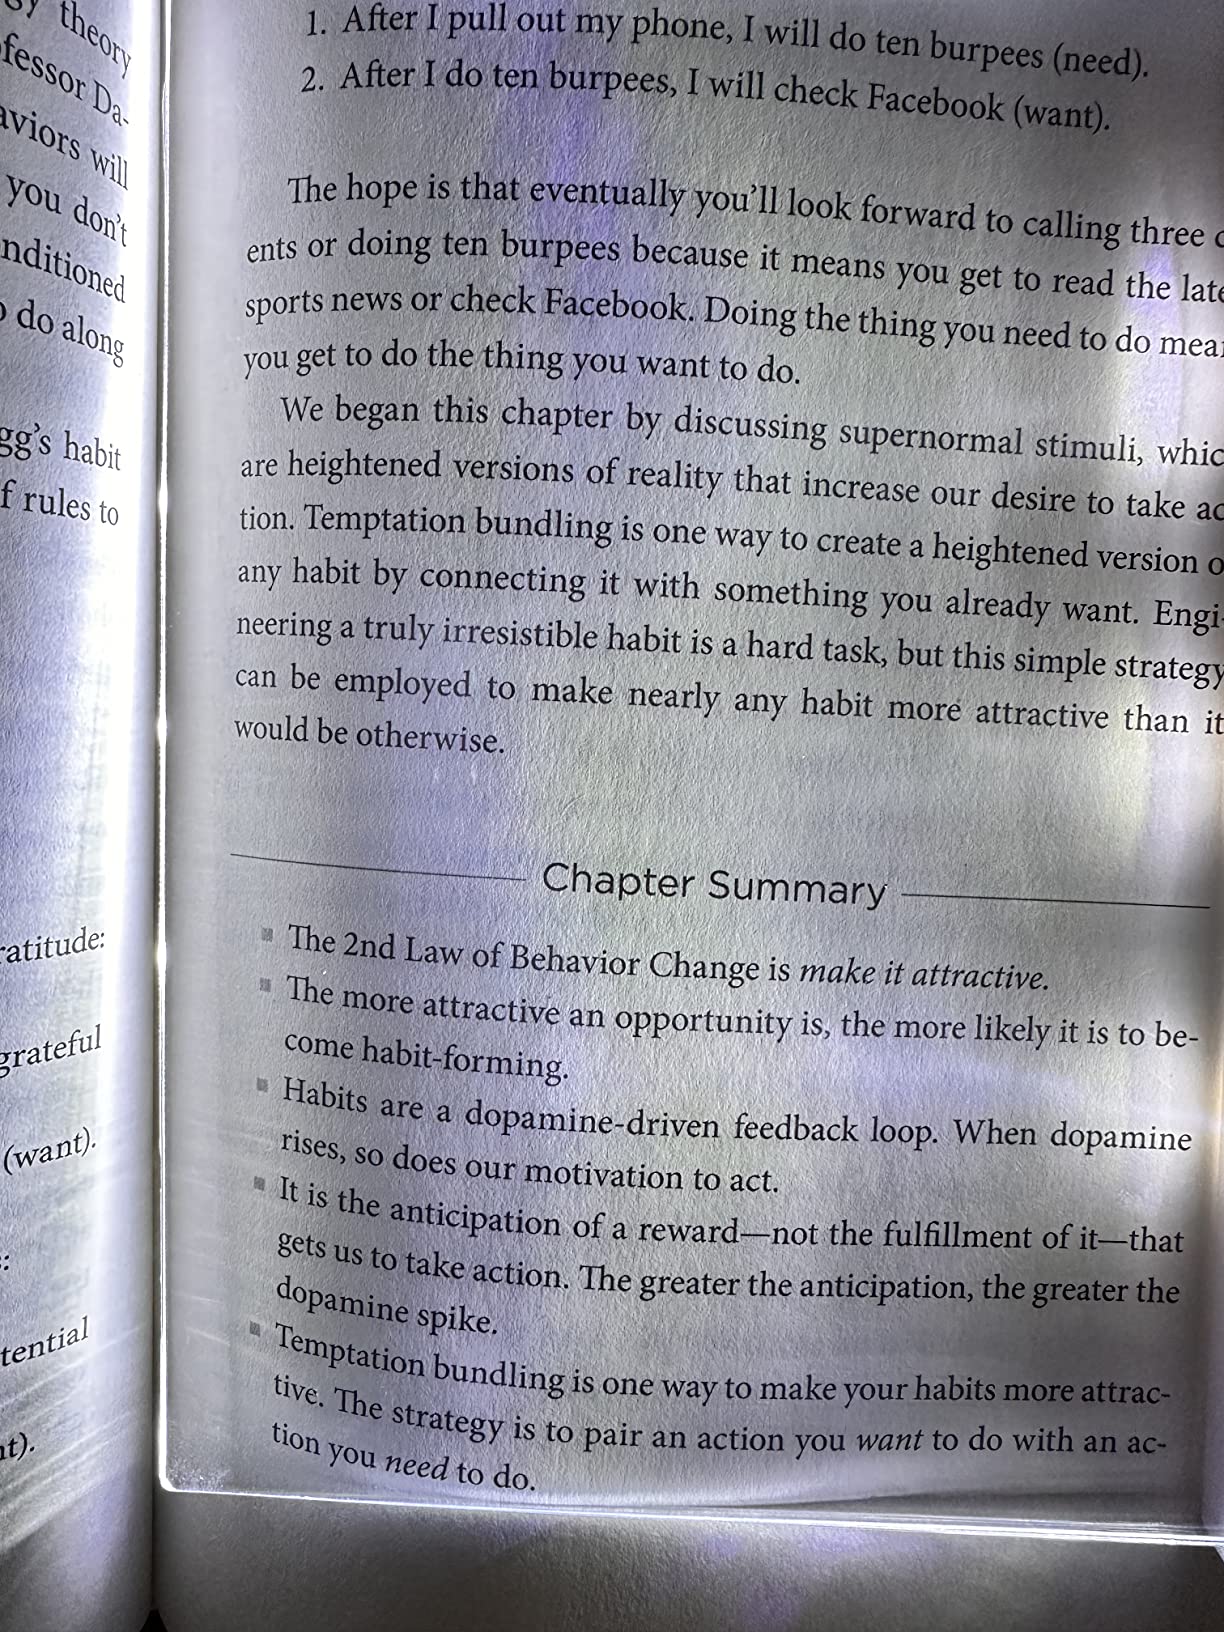 theory
fessor Da-
aviors will
you don't
nditioned
do along
gg's habit
f rules to
ratitude:
grateful
(want).
tential
1. After I pull out my phone, I will do ten burpees (need).
2. After I do ten burpees, I will check Facebook (want).
The hope is that eventually you'll look forward to calling three c
ents or doing ten burpees because it means you get to read the late
sports news or check Facebook. Doing the thing you need to do mea
you get to do the thing you want to do.
We began this chapter by discussing supernormal stimuli, whic
are heightened versions of reality that increase our desire to take ac
tion. Temptation bundling is one way to create a heightened version o
any habit by connecting it with something you already want. Engi-
neering a truly irresistible habit is a hard task, but this simple strategy
can be employed to make nearly any habit more attractive than it
would be otherwise.
Chapter Summary
■ The 2nd Law of Behavior Change is make it attractive.
■ The more attractive an opportunity is, the more likely it is to be-
come habit-forming.
■ Habits are a dopamine-driven feedback loop. When dopamine
rises, so does our motivation to act.
■ It is the anticipation of a reward—not the fulfillment of it—that
gets us to take action. The greater the anticipation, the greater the
dopamine spike.
■ Temptation bundling is one way to make your habits more attrac-
tive. The strategy is to pair an action you want to do with an ac-
tion you need to do.